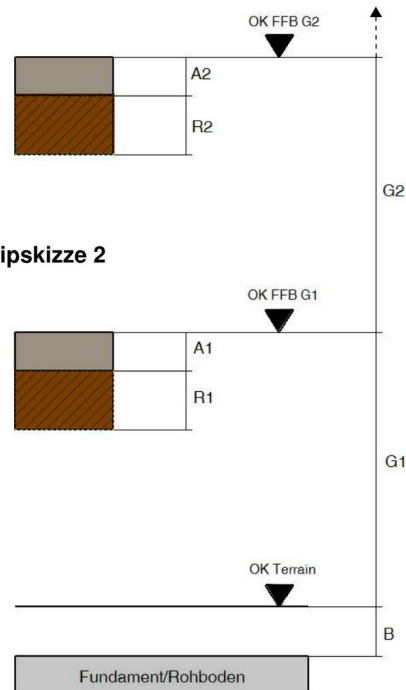 OK FFB G2
A2
R2
G2
ipskizze 2
OK FFB G1
A1
R1
G1
OK Terrain
B
Fundament/Rohboden